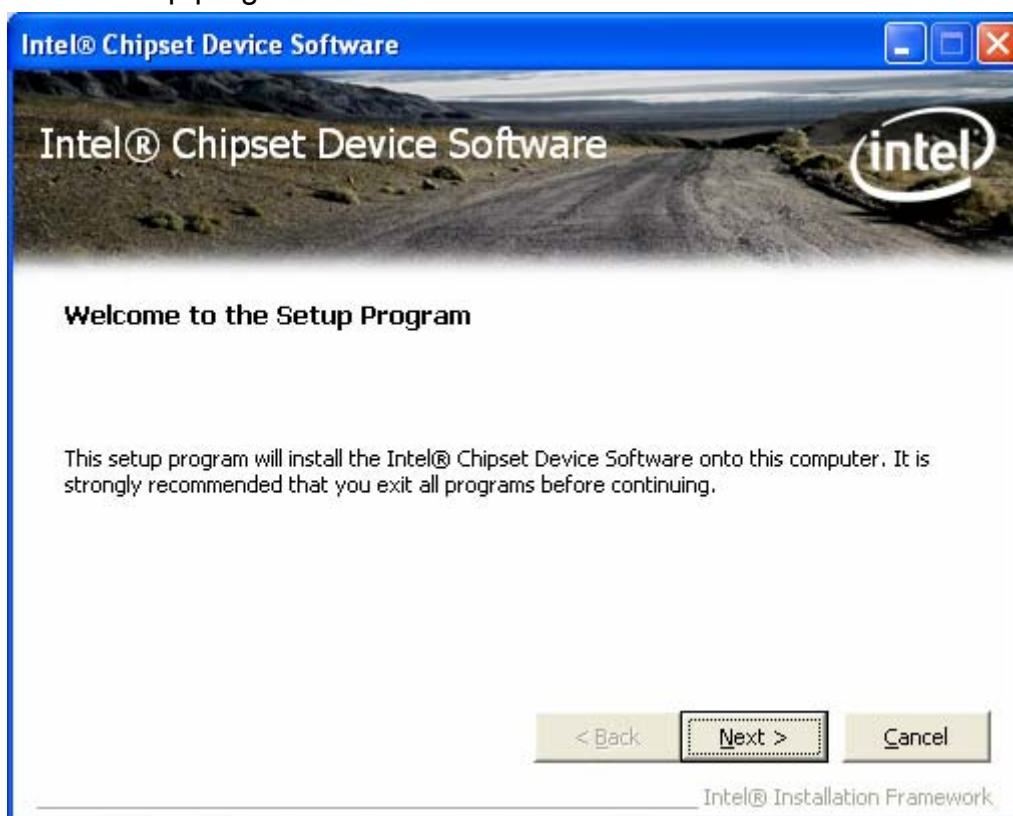 Intel® Chipset Device Software
Intel® Chipset Device Software
intel
Welcome to the Setup Program
This setup program will install the Intel® Chipset Device Software onto this computer. It is
strongly recommended that you exit all programs before continuing.
< Back Next > Cancel
Intel® Installation Framework